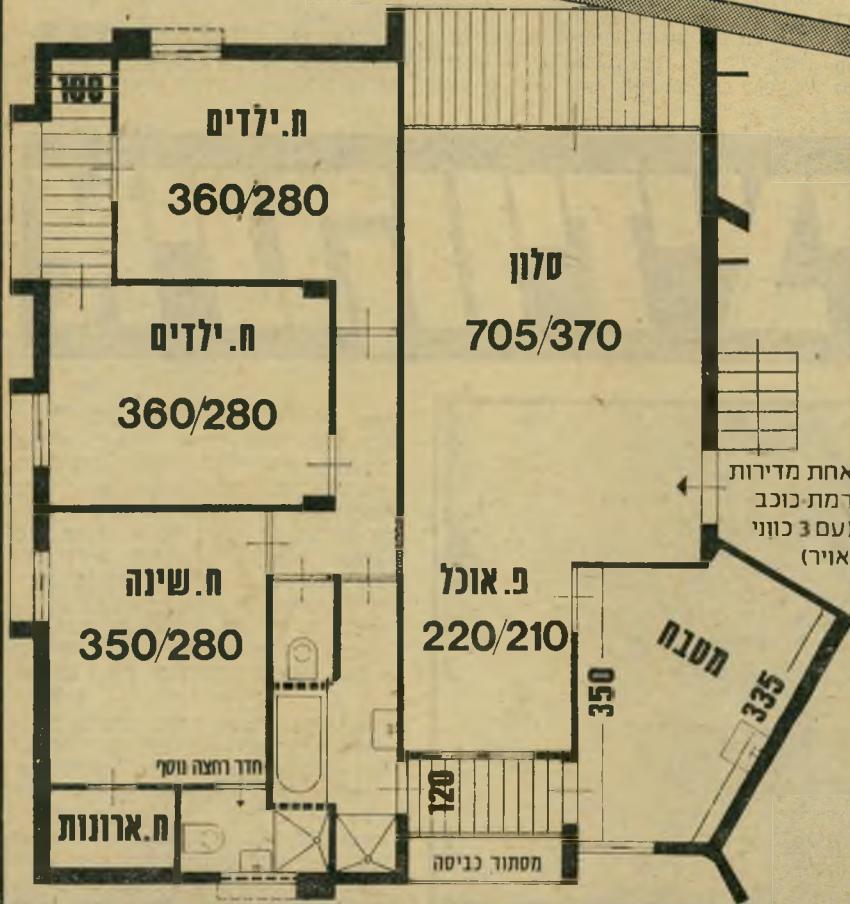 100
ח.ילדים
360/280
סלון
705/370
ח.ילדים
360/280
אחת מדירות
רמת-כוכב
עם 3 כווני
אויר)
ח.שינה
350/280
פ.אוכל
220/210
מטבח
350
335
חדר רחצה נוסף
120
ח.ארונות
מסתור כביסה